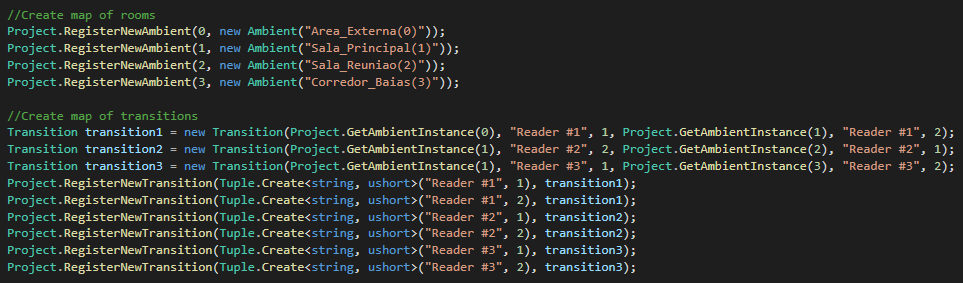 //Create map of rooms
Project.RegisterNewAmbient(0, new Ambient("Area_Externa(0)"));
Project.RegisterNewAmbient(1, new Ambient("Sala_Principal(1)"));
Project.RegisterNewAmbient(2, new Ambient("Sala_Reuniao(2)"));
Project.RegisterNewAmbient(3, new Ambient("Corredor_Baias(3)"));
//Create map of transitions
Transition transition1 = new Transition(Project.GetAmbientInstance(0), "Reader #1", 1, Project.GetAmbientInstance(1), "Reader #1", 2);
Transition transition2 = new Transition(Project.GetAmbientInstance(1), "Reader #2", 2, Project.GetAmbientInstance(2), "Reader #2", 1);
Transition transition3 = new Transition(Project.GetAmbientInstance(1), "Reader #3", 1, Project.GetAmbientInstance(3), "Reader #3", 2);
Project.RegisterNewTransition(Tuple.Create<string, ushort>("Reader #1", 1), transition1);
Project.RegisterNewTransition(Tuple.Create<string, ushort>("Reader #1", 2), transition1);
Project.RegisterNewTransition(Tuple.Create<string, ushort>("Reader #2", 1), transition2);
Project.RegisterNewTransition(Tuple.Create<string, ushort>("Reader #2", 2), transition2);
Project.RegisterNewTransition(Tuple.Create<string, ushort>("Reader #3", 1), transition3);
Project.RegisterNewTransition(Tuple.Create<string, ushort>("Reader #3", 2), transition3);